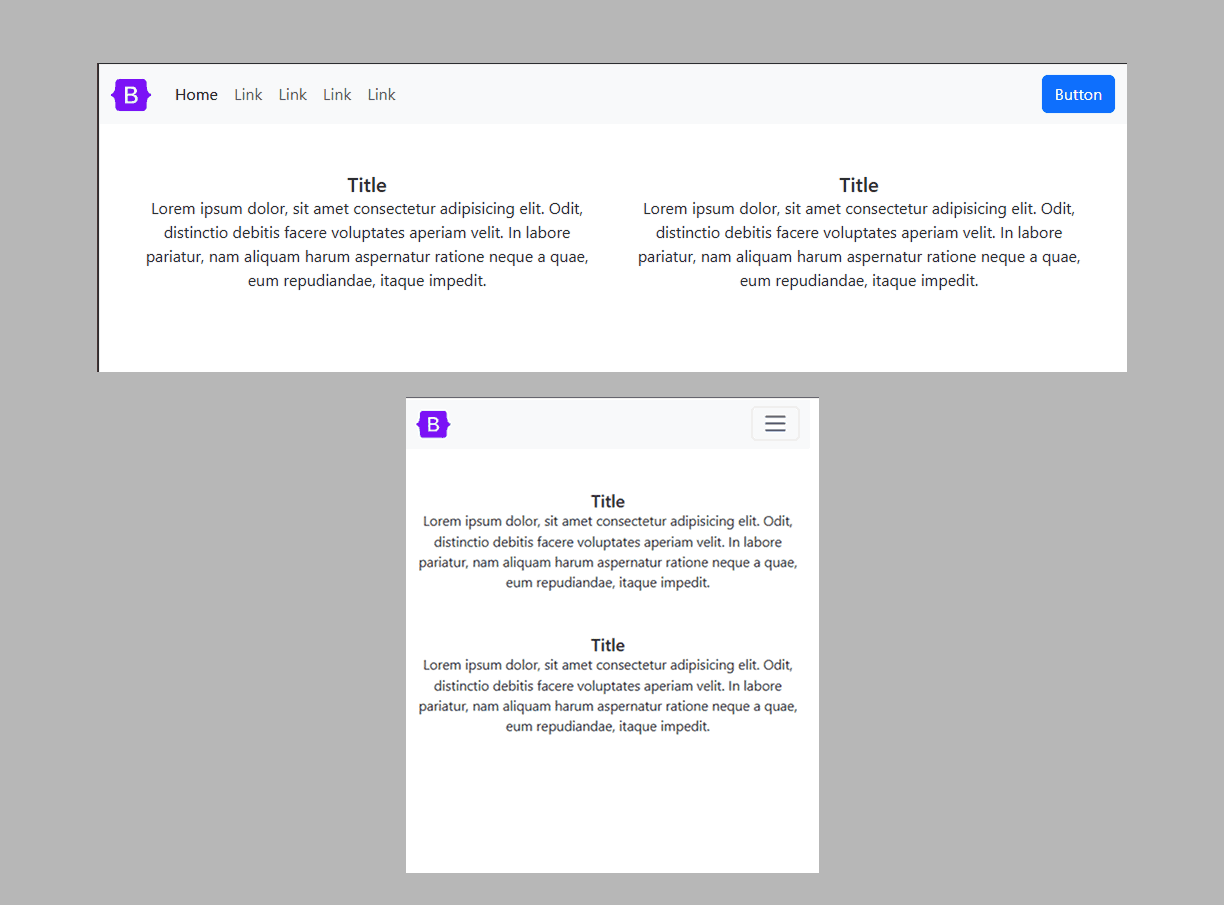 B Home Link Link Link Link Button
Title Title
Lorem ipsum dolor, sit amet consectetur adipisicing elit. Odit,
distinctio debitis facere voluptates aperiam velit. In labore
pariatur, nam aliquam harum aspernatur ratione neque a quae,
eum repudiandae, itaque impedit.
Lorem ipsum dolor, sit amet consectetur adipisicing elit. Odit,
distinctio debitis facere voluptates aperiam velit. In labore
pariatur, nam aliquam harum aspernatur ratione neque a quae,
eum repudiandae, itaque impedit.
B
Title
Lorem ipsum dolor, sit amet consectetur adipisicing elit. Odit,
distinctio debitis facere voluptates aperiam velit. In labore
pariatur, nam aliquam harum aspernatur ratione neque a quae,
eum repudiandae, itaque impedit.
Title
Lorem ipsum dolor, sit amet consectetur adipisicing elit. Odit,
distinctio debitis facere voluptates aperiam velit. In labore
pariatur, nam aliquam harum aspernatur ratione neque a quae,
eum repudiandae, itaque impedit.